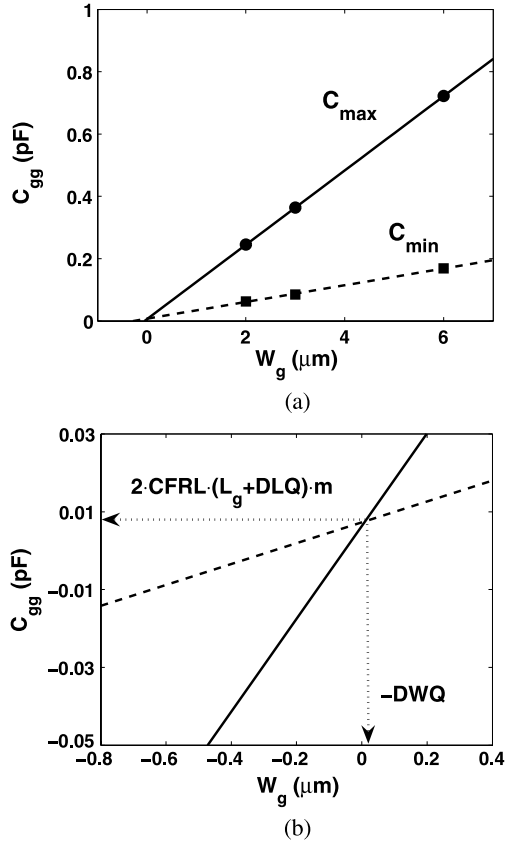 1
0.8
0.6
0.4
0.2
0
C_gg (pF)
C_max
C_min
0 2 4 6
W_g (μm)
(a)
0.03
0.01
−0.01
−0.03
−0.05
C_gg (pF)
2·CFRL·(L_g+DLQ)·m
−DWQ
−0.8 −0.6 −0.4 −0.2 0 0.2 0.4
W_g (μm)
(b)